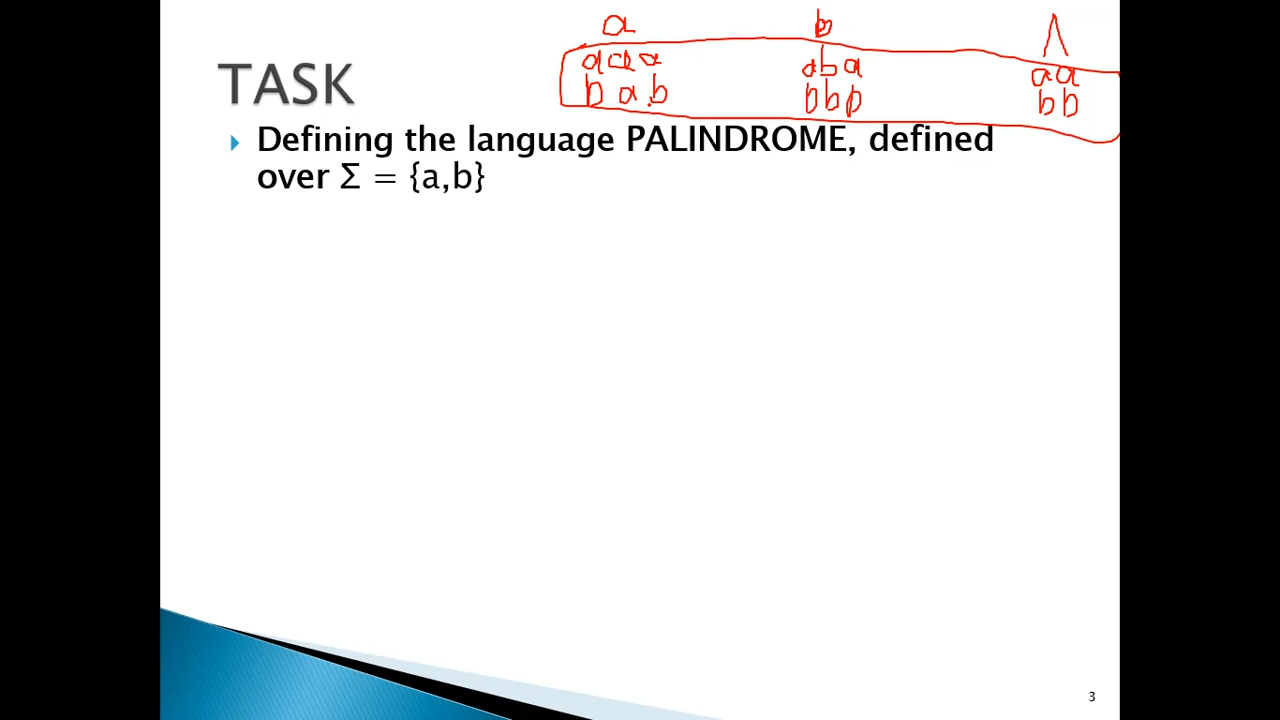 a b Λ
aaa aba aa
bab bbb bb
TASK
Defining the language PALINDROME, defined
over Σ = {a,b}
3